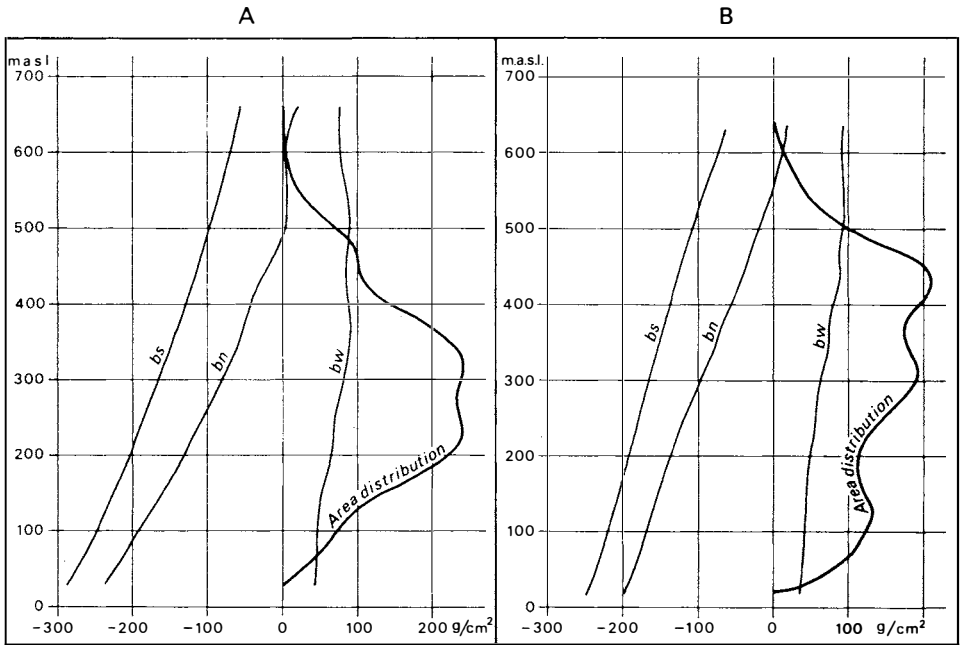 A
B
m a s l
700
600
500
400
300
200
100
0
bs
bn
bw
Area distribution
-300 -200 -100 0 100 200 g/cm²
m.a.s.l.
700
600
500
400
300
200
100
0
bs
bn
bw
Area distribution
-300 -200 -100 0 100 g/cm²